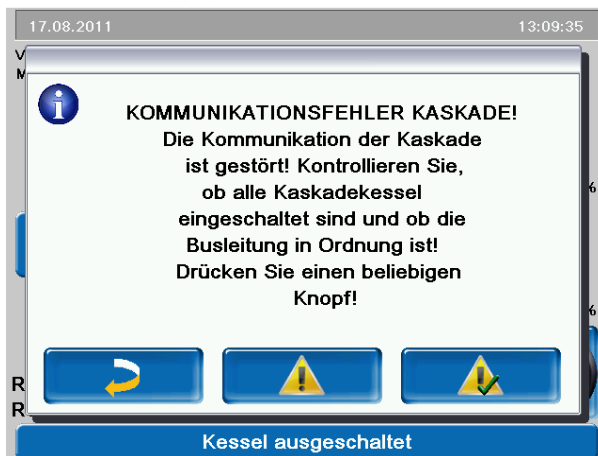 17.08.2011 13:09:35
V
M
KOMMUNIKATIONSFEHLER KASKADE!
Die Kommunikation der Kaskade
ist gestört! Kontrollieren Sie,
ob alle Kaskadekessel
eingeschaltet sind und ob die
Busleitung in Ordnung ist!
Drücken Sie einen beliebigen
Knopf!
%
%
R
R
Kessel ausgeschaltet